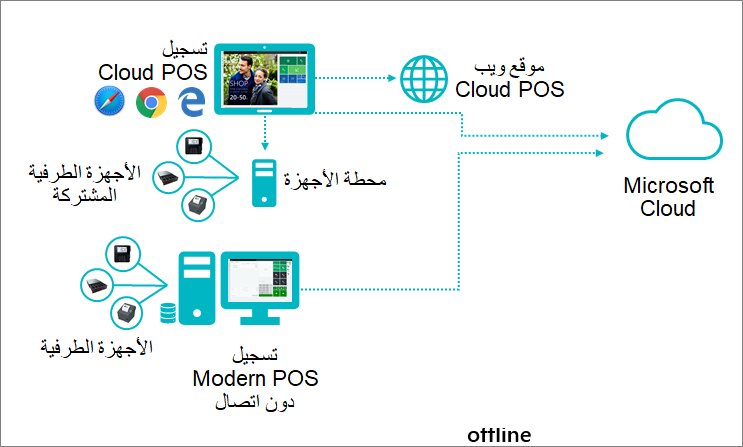 تسجيل
Cloud POS
SHOP
20-50
موقع ويب
Cloud POS
الأجهزة الطرفية
المشتركة
محطة الأجهزة
Microsoft
Cloud
الأجهزة الطرفية
تسجيل
Modern POS
دون اتصال
offline